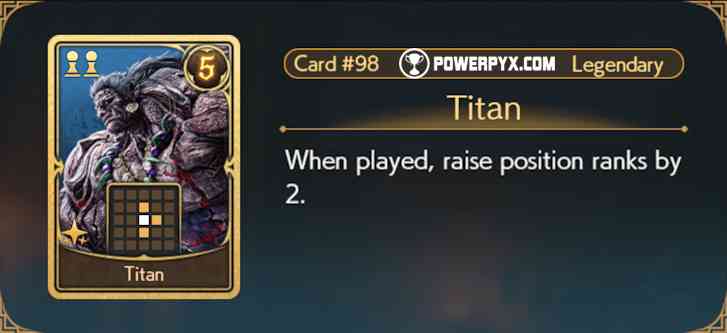 5
Titan
Card #98 POWERPYX.COM Legendary
Titan
When played, raise position ranks by
2.